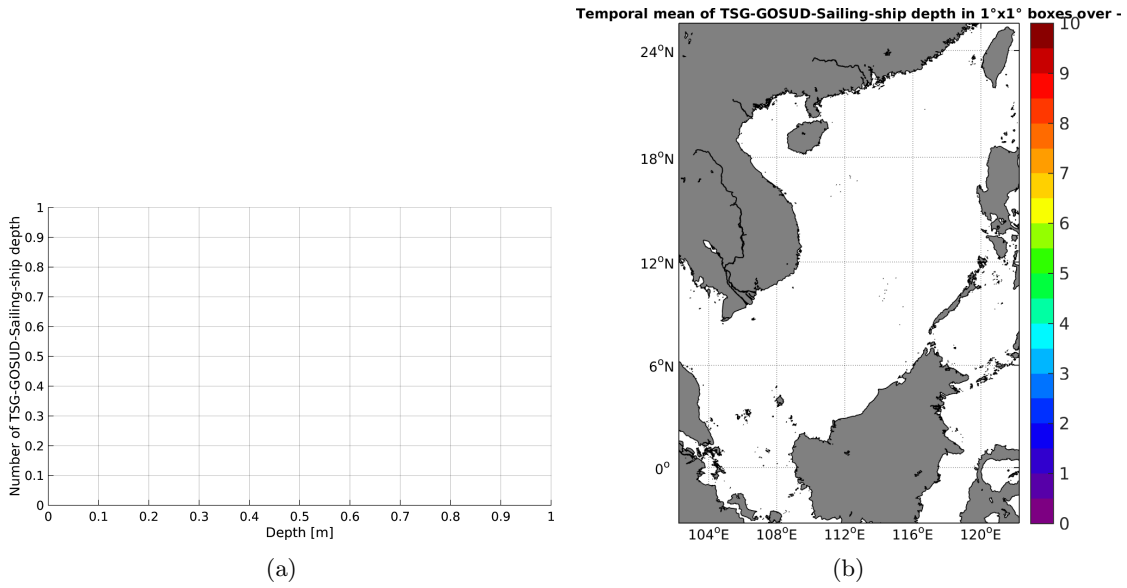 Temporal mean of TSG-GOSUD-Sailing-ship depth in 1°x1° boxes over -
10
9
8
7
6
5
4
3
2
1
0
24°N
18°N
12°N
6°N
0°
104°E 108°E 112°E 116°E 120°E
Number of TSG-GOSUD-Sailing-ship depth
1
0.9
0.8
0.7
0.6
0.5
0.4
0.3
0.2
0.1
0
0 0.1 0.2 0.3 0.4 0.5 0.6 0.7 0.8 0.9 1
Depth [m]
(a)
(b)